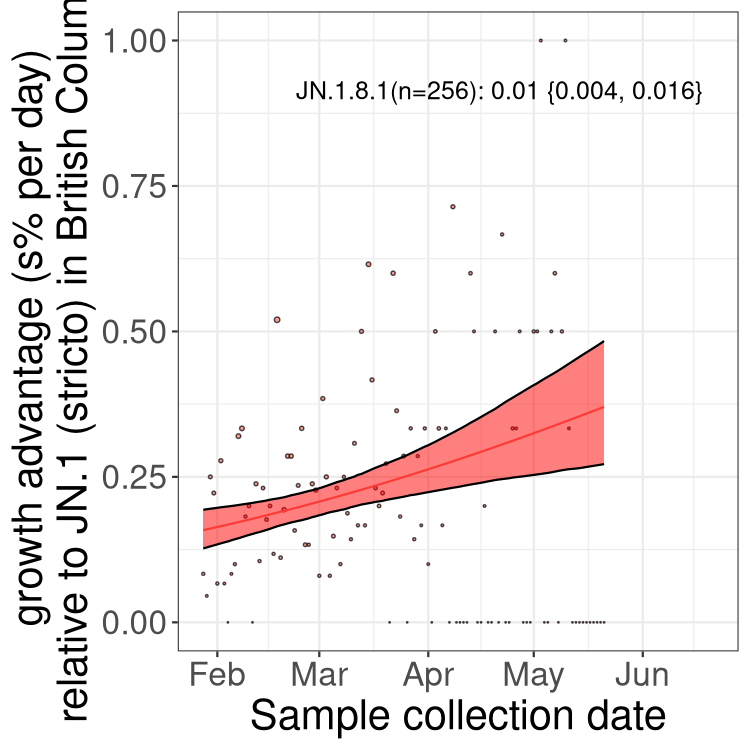 growth advantage (s% per day)
relative to JN.1 (stricto) in British Colum
1.00
0.75
0.50
0.25
0.00
JN.1.8.1(n=256): 0.01 {0.004, 0.016}
Feb Mar Apr May Jun
Sample collection date